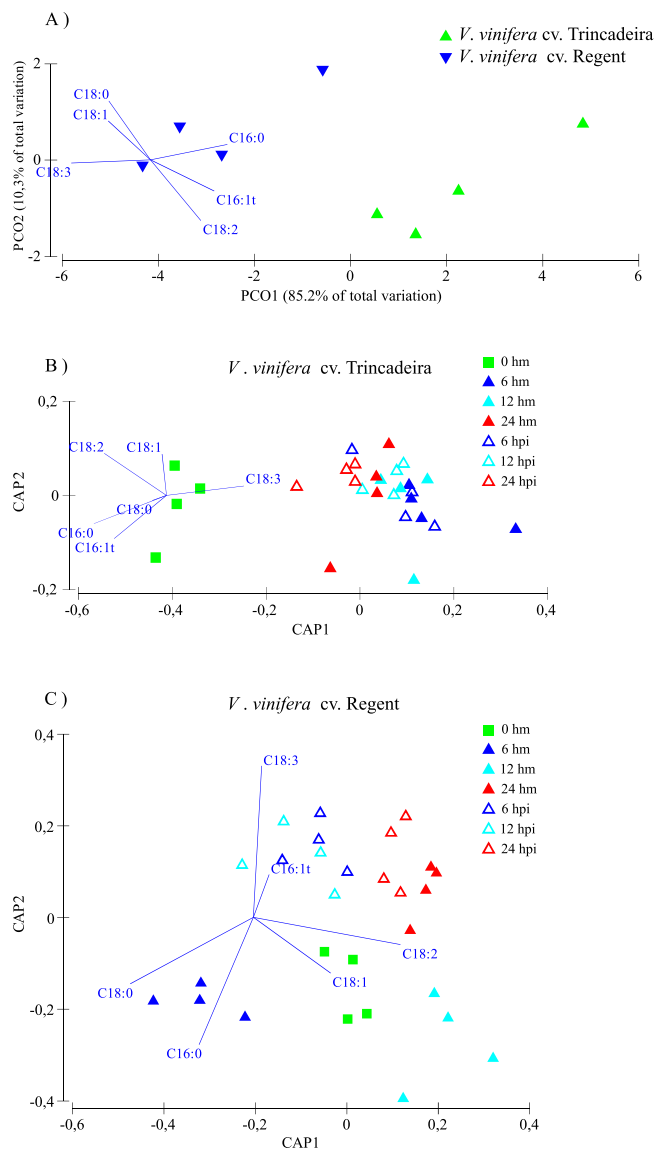 A )
V. vinifera cv. Trincadeira
V. vinifera cv. Regent
2
0
-2
PCO2 (10,3% of total variation)
C18:0
C18:1
C16:0
C18:3
C16:1t
C18:2
-6 -4 -2 0 2 4 6
PCO1 (85.2% of total variation)
B )
V . vinifera cv. Trincadeira
0 hm
6 hm
12 hm
24 hm
6 hpi
12 hpi
24 hpi
0,2
0
-0,2
CAP2
C18:2
C18:1
C18:3
C18:0
C16:0
C16:1t
-0,6 -0,4 -0,2 0 0,2 0,4
CAP1
C )
V . vinifera cv. Regent
0 hm
6 hm
12 hm
24 hm
6 hpi
12 hpi
24 hpi
0,4
0,2
0
-0,2
-0,4
CAP2
C18:3
C16:1t
C18:2
C18:1
C18:0
C16:0
-0,6 -0,4 -0,2 0 0,2 0,4
CAP1